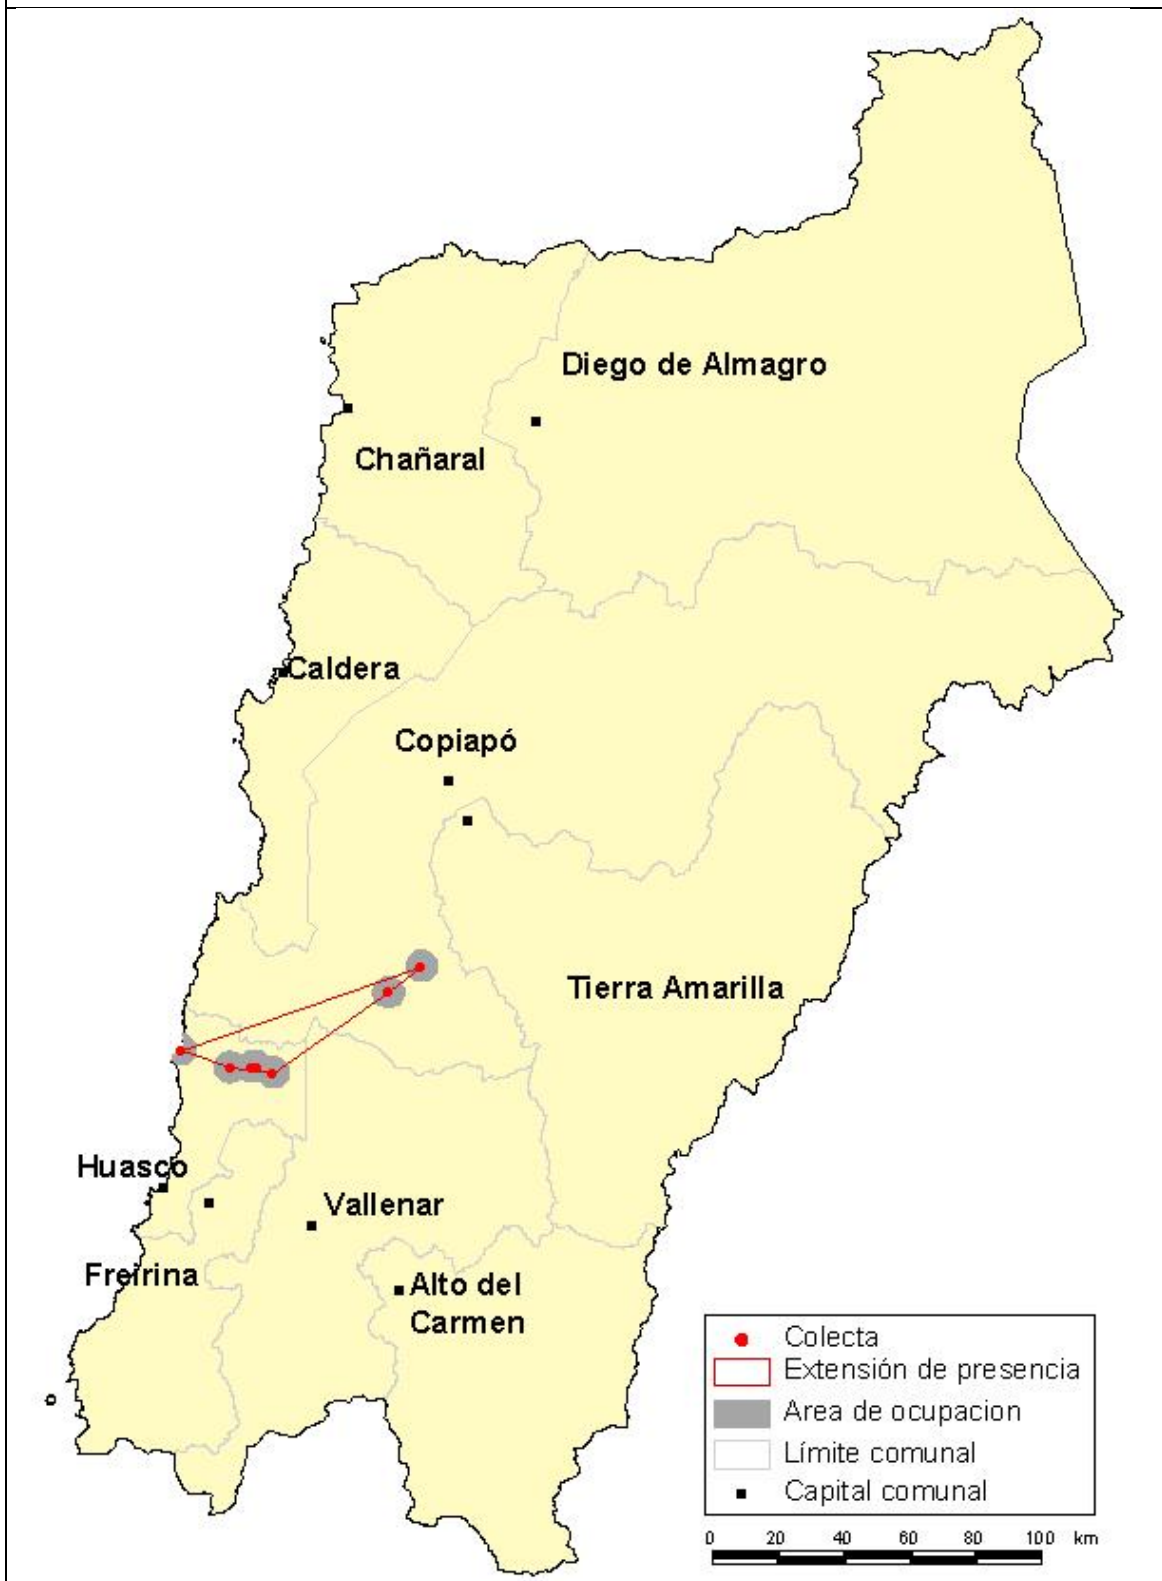 Diego de Almagro
Chañaral
Caldera
Copiapó
Tierra Amarilla
Huasco
Vallenar
Freirina
Alto del
Carmen
Colecta
Extensión de presencia
Area de ocupacion
Límite comunal
Capital comunal
0 20 40 60 80 100 km